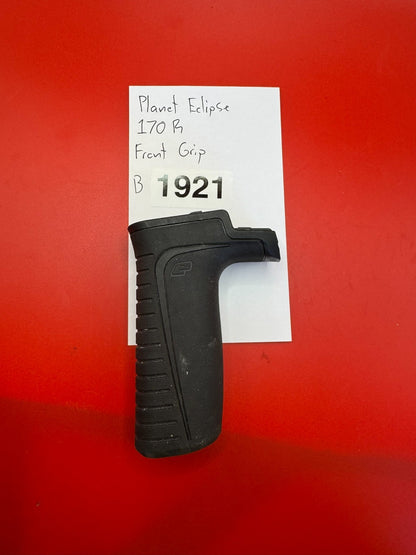 Planet Eclipse
170 R
Front Grip
B 1921